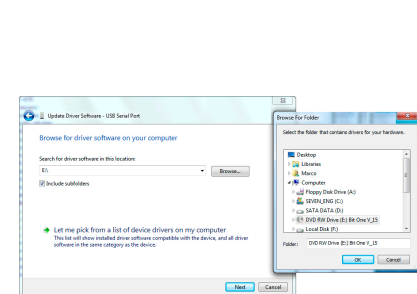 Update Driver Software - USB Serial Port
Browse for driver software on your computer
Search for driver software in this location:
E:\
Browse...
Include subfolders
Let me pick from a list of device drivers on my computer
This list will show installed driver software compatible with the device, and all driver
software in the same category as the device.
Next
Cancel
Browse For Folder
Select the folder that contains drivers for your hardware.
Desktop
Libraries
Marco
Computer
Floppy Disk Drive (A:)
SEVEN_ENG (C:)
SATA DATA (D:)
DVD RW Drive (E:) Bit One V_15
Local Disk (F:)
Folder:
DVD RW Drive (E:) Bit One V_15
OK
Cancel